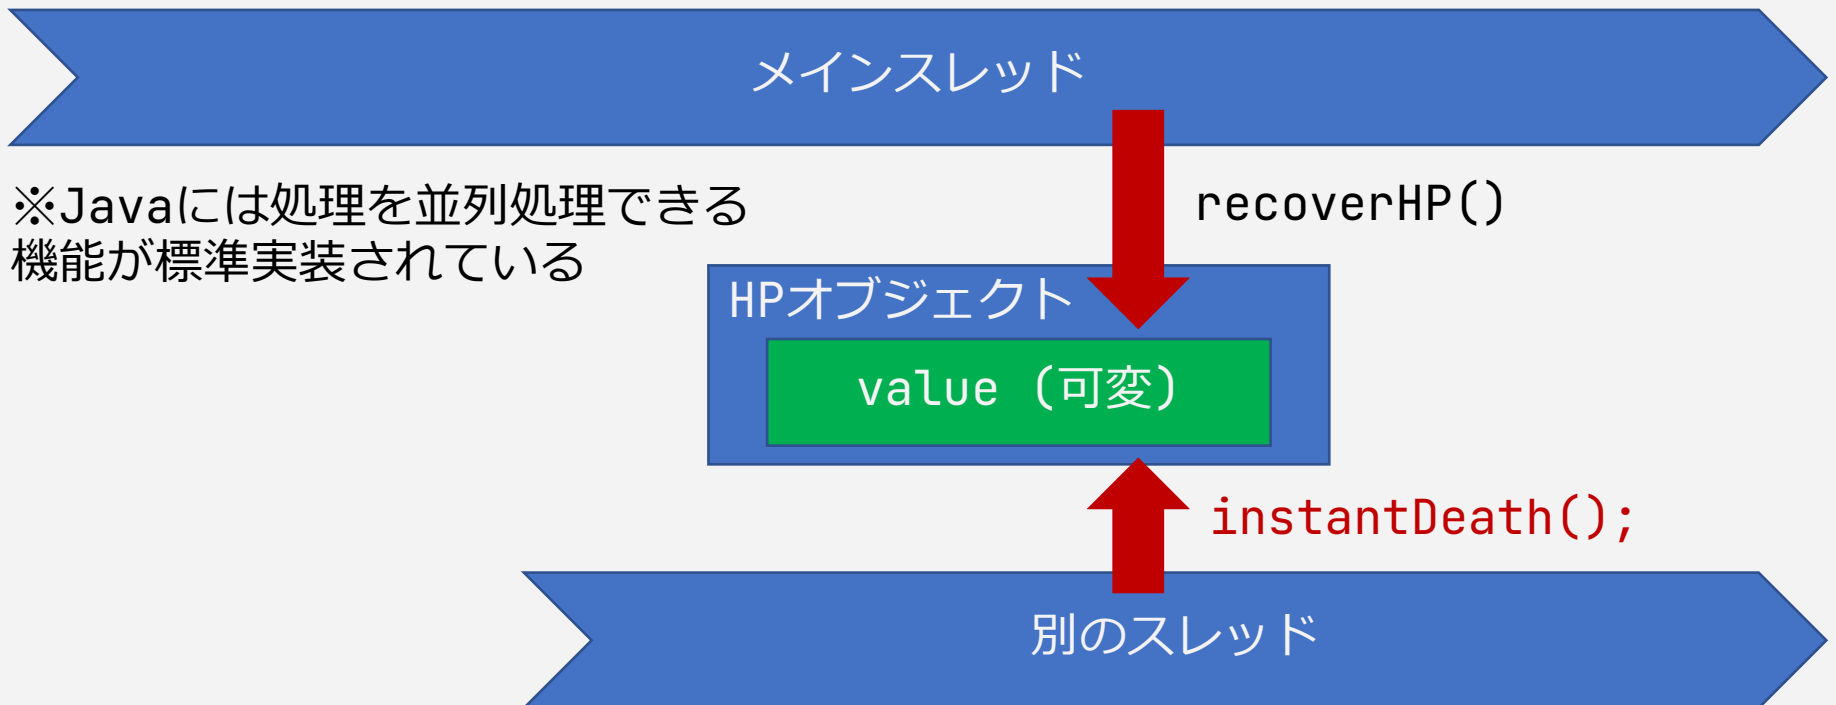 メインスレッド
※Javaには処理を並列処理できる
機能が標準実装されている
recoverHP()
HPオブジェクト
value (可変)
instantDeath();
別のスレッド